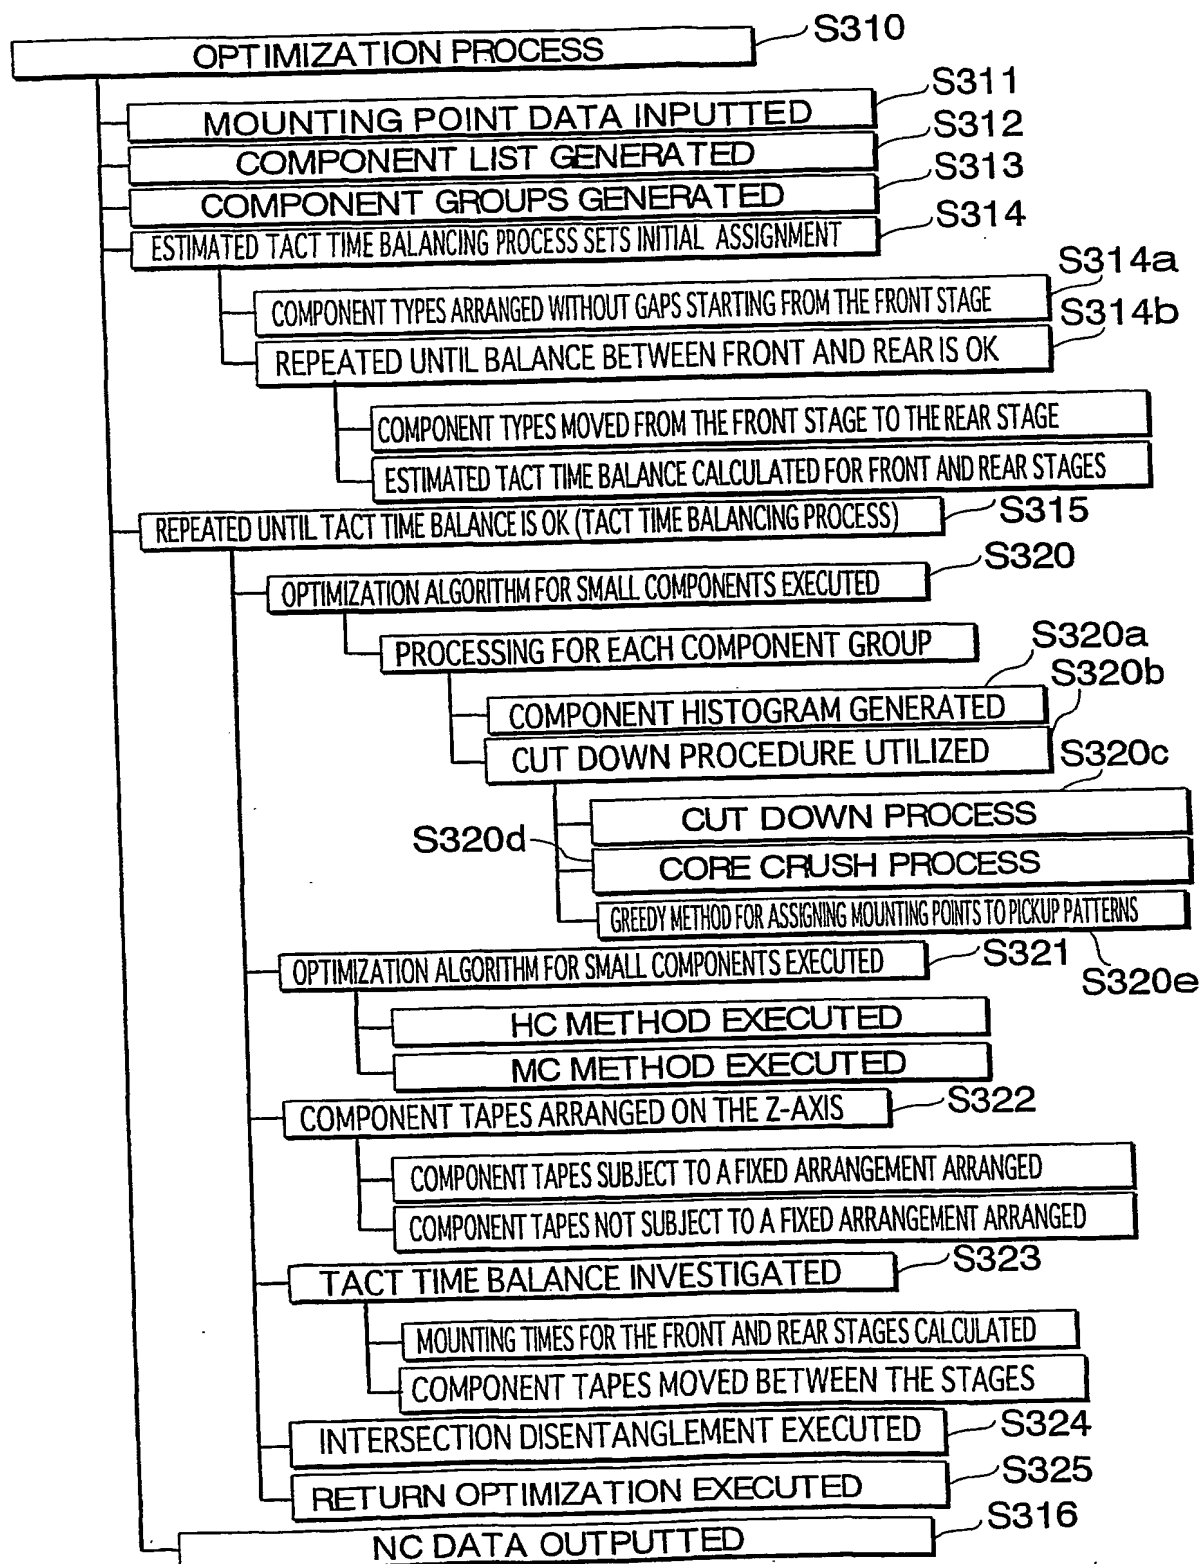 OPTIMIZATION PROCESS S310
MOUNTING POINT DATA INPUTTED S311
COMPONENT LIST GENERATED S312
COMPONENT GROUPS GENERATED S313
ESTIMATED TACT TIME BALANCING PROCESS SETS INITIAL ASSIGNMENT S314
COMPONENT TYPES ARRANGED WITHOUT GAPS STARTING FROM THE FRONT STAGE S314a
REPEATED UNTIL BALANCE BETWEEN FRONT AND REAR IS OK S314b
COMPONENT TYPES MOVED FROM THE FRONT STAGE TO THE REAR STAGE
ESTIMATED TACT TIME BALANCE CALCULATED FOR FRONT AND REAR STAGES
REPEATED UNTIL TACT TIME BALANCE IS OK (TACT TIME BALANCING PROCESS) S315
OPTIMIZATION ALGORITHM FOR SMALL COMPONENTS EXECUTED S320
PROCESSING FOR EACH COMPONENT GROUP
COMPONENT HISTOGRAM GENERATED S320a
CUT DOWN PROCEDURE UTILIZED S320b
CUT DOWN PROCESS S320c
S320d CORE CRUSH PROCESS
GREEDY METHOD FOR ASSIGNING MOUNTING POINTS TO PICKUP PATTERNS S320e
OPTIMIZATION ALGORITHM FOR SMALL COMPONENTS EXECUTED S321
HC METHOD EXECUTED
MC METHOD EXECUTED
COMPONENT TAPES ARRANGED ON THE Z-AXIS S322
COMPONENT TAPES SUBJECT TO A FIXED ARRANGEMENT ARRANGED
COMPONENT TAPES NOT SUBJECT TO A FIXED ARRANGEMENT ARRANGED
TACT TIME BALANCE INVESTIGATED S323
MOUNTING TIMES FOR THE FRONT AND REAR STAGES CALCULATED
COMPONENT TAPES MOVED BETWEEN THE STAGES
INTERSECTION DISENTANGLEMENT EXECUTED S324
RETURN OPTIMIZATION EXECUTED S325
NC DATA OUTPUTTED S316